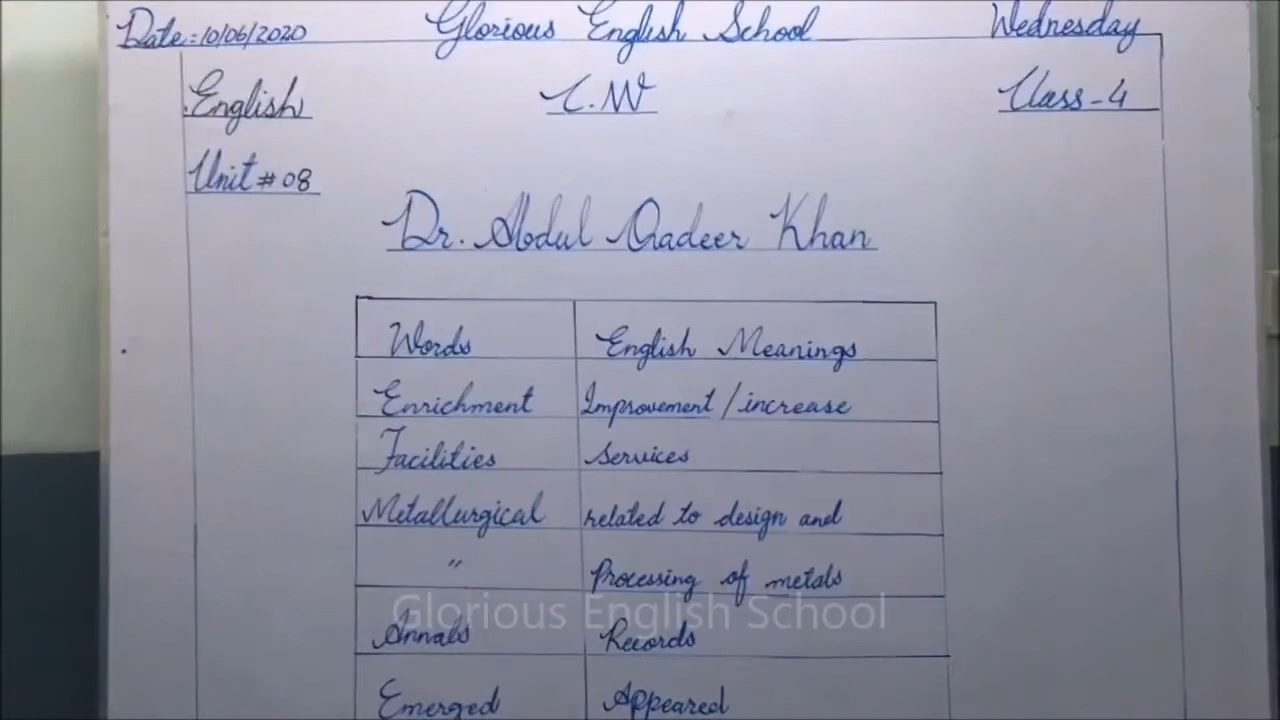 Date:10/06/2020 Glorious English School Wednesday
English C.W Class-4
Unit # 08
Dr. Abdul Qadeer Khan
Words English Meanings
Enrichment Improvement/increase
Facilities Services
Metallurgical related to design and
" Processing of metals
Glorious English School
Annals Records
Emerged Appeared